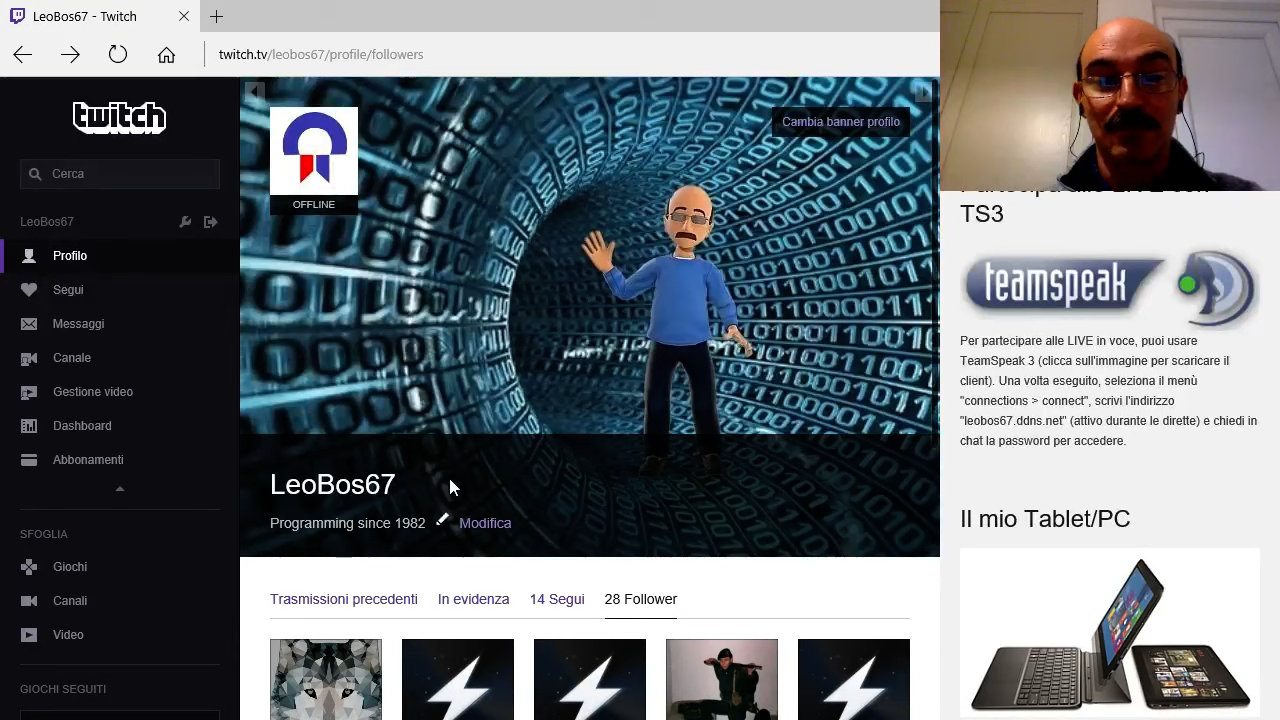 LeoBos67 - Twitch
twitch.tv/leobos67/profile/followers
twitch
Cerca
LeoBos67
Profilo
Segui
Messaggi
Canale
Gestione video
Dashboard
Abbonamenti
SFOGLIA
Giochi
Canali
Video
GIOCHI SEGUITI
OFFLINE
Cambia banner profilo
LeoBos67
Programming since 1982
Modifica
Trasmissioni precedenti
In evidenza
14 Segui
28 Follower
TS3
teamspeak
Per partecipare alle LIVE in voce, puoi usare
TeamSpeak 3 (clicca sull'immagine per scaricare il
client). Una volta eseguito, seleziona il menù
"connections > connect", scrivi l'indirizzo
"leobos67.ddns.net" (attivo durante le dirette) e chiedi in
chat la password per accedere.
Il mio Tablet/PC